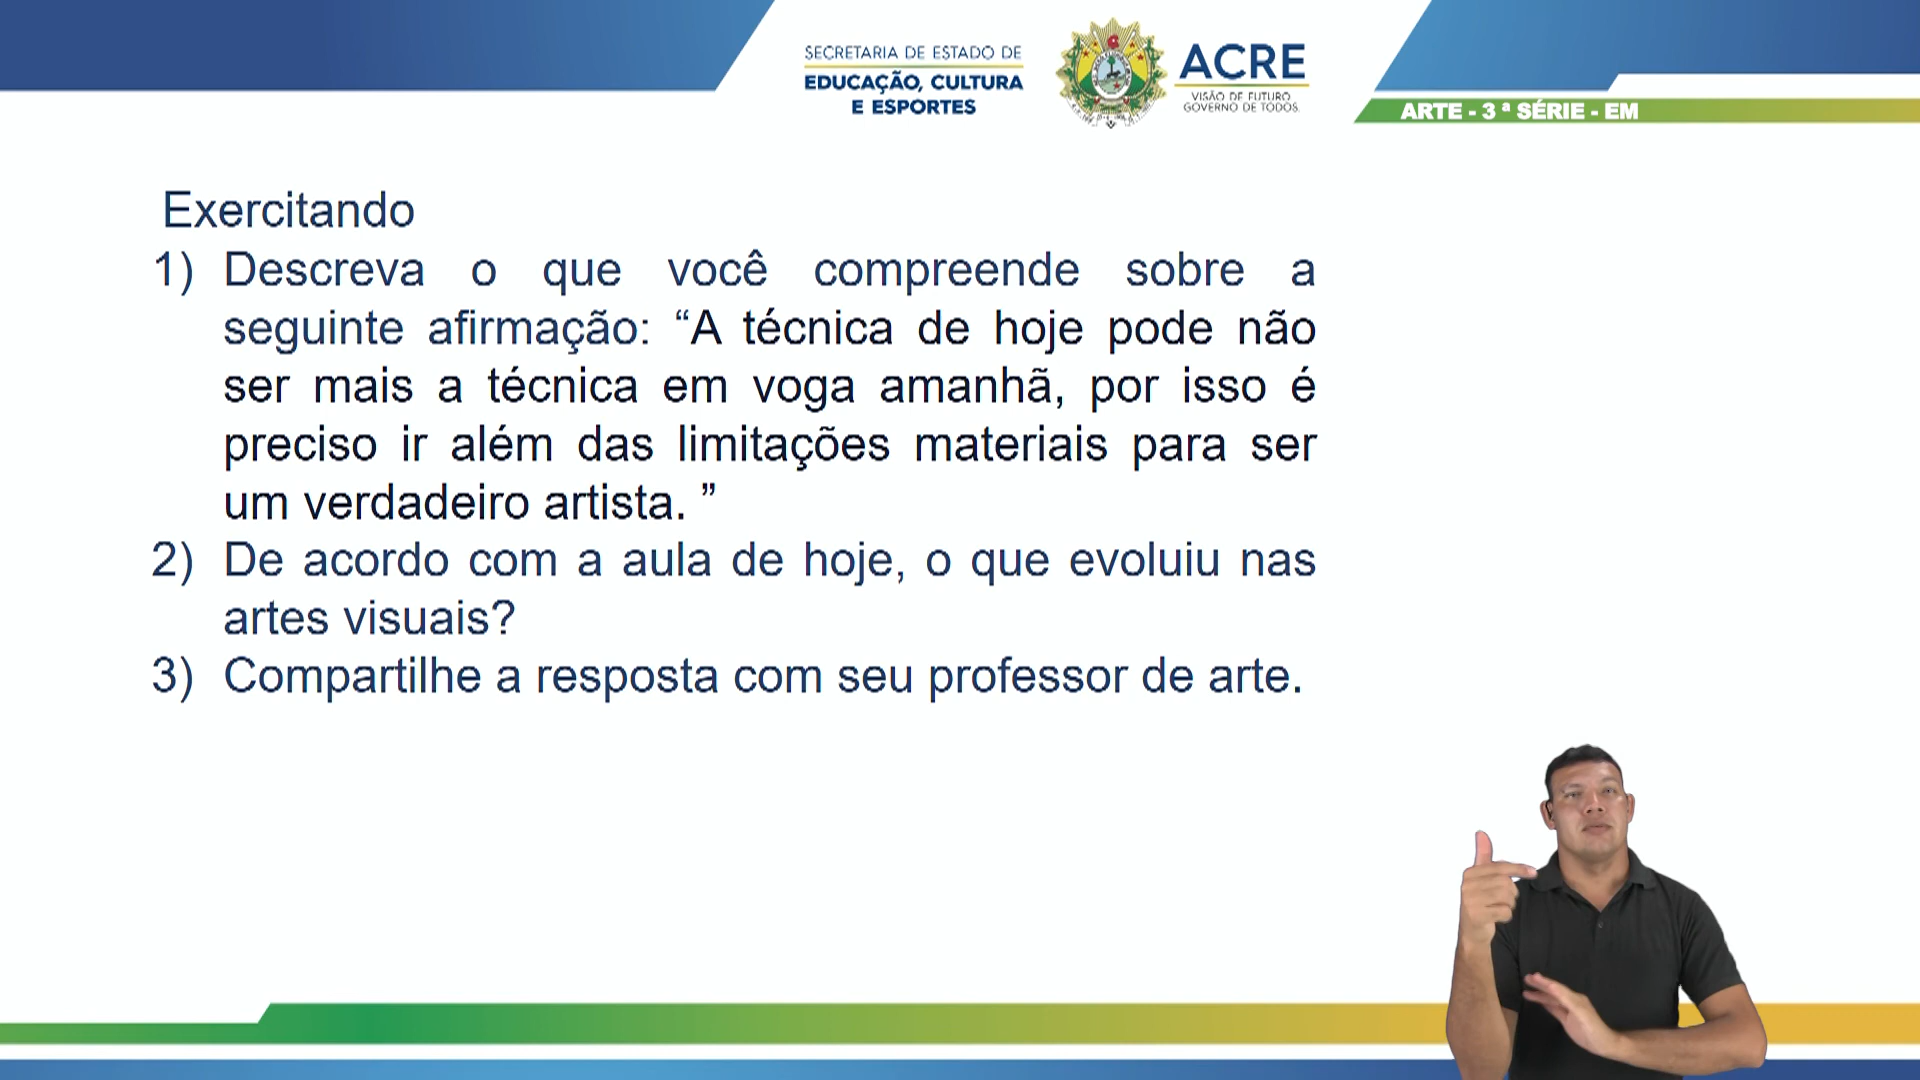 SECRETARIA DE ESTADO DE
EDUCAÇÃO, CULTURA
E ESPORTES
ACRE
VISÃO DE FUTURO
GOVERNO DE TODOS.
ARTE - 3 ª SÉRIE - EM
Exercitando
1) Descreva o que você compreende sobre a
seguinte afirmação: “A técnica de hoje pode não
ser mais a técnica em voga amanhã, por isso é
preciso ir além das limitações materiais para ser
um verdadeiro artista. ”
2) De acordo com a aula de hoje, o que evoluiu nas
artes visuais?
3) Compartilhe a resposta com seu professor de arte.